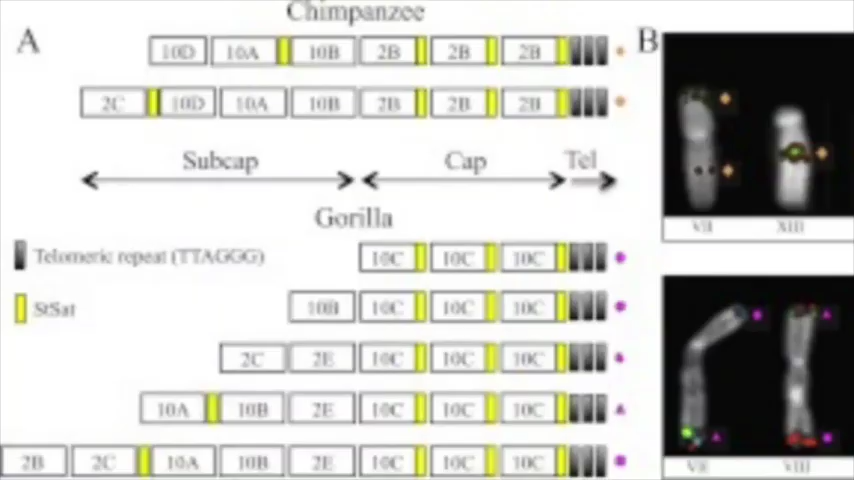 Chimpanzee
A
B
10D 10A 10B 2B 2B 2B
2C 10D 10A 10B 2B 2B 2B
Subcap Cap Tel
Gorilla
Telomeric repeat (TTAGGG)
10C 10C 10C
StSat
10B 10C 10C 10C
2C 2E 10C 10C 10C
10A 10B 2E 10C 10C 10C
2B 2C 10A 10B 2E 10C 10C 10C
VII XIII
VII VIII